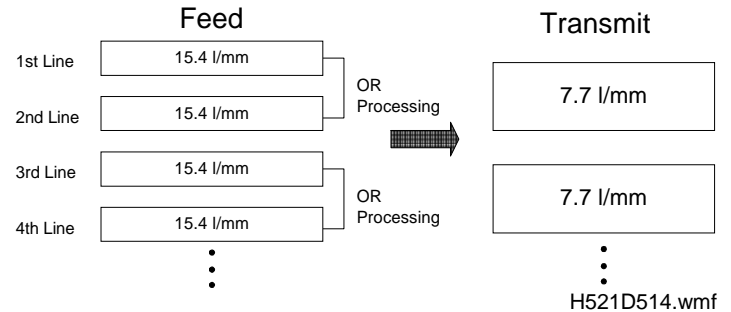 Feed
Transmit
1st Line
15.4 l/mm
2nd Line
15.4 l/mm
OR
Processing
7.7 l/mm
3rd Line
15.4 l/mm
4th Line
15.4 l/mm
OR
Processing
7.7 l/mm
H521D514.wmf